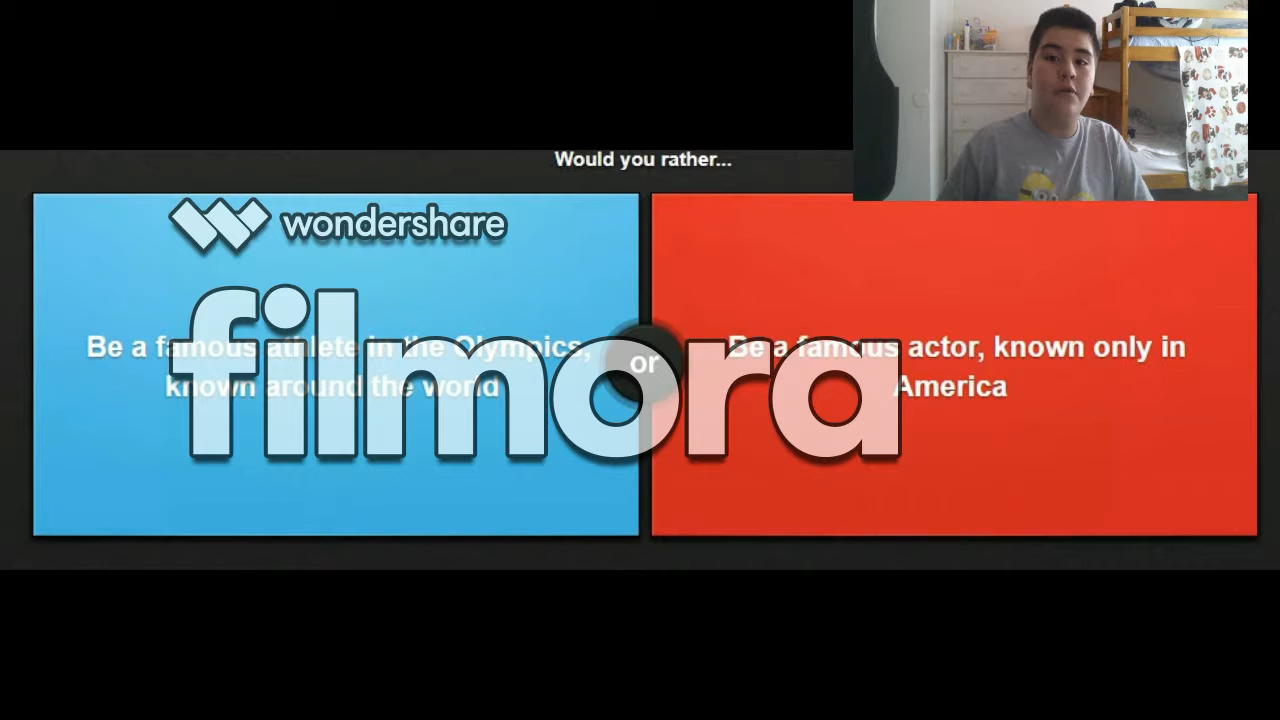 Would you rather...
wondershare
filmora
Be a famous athlete in the Olympics,
known around the world
or
Be a famous actor, known only in
America